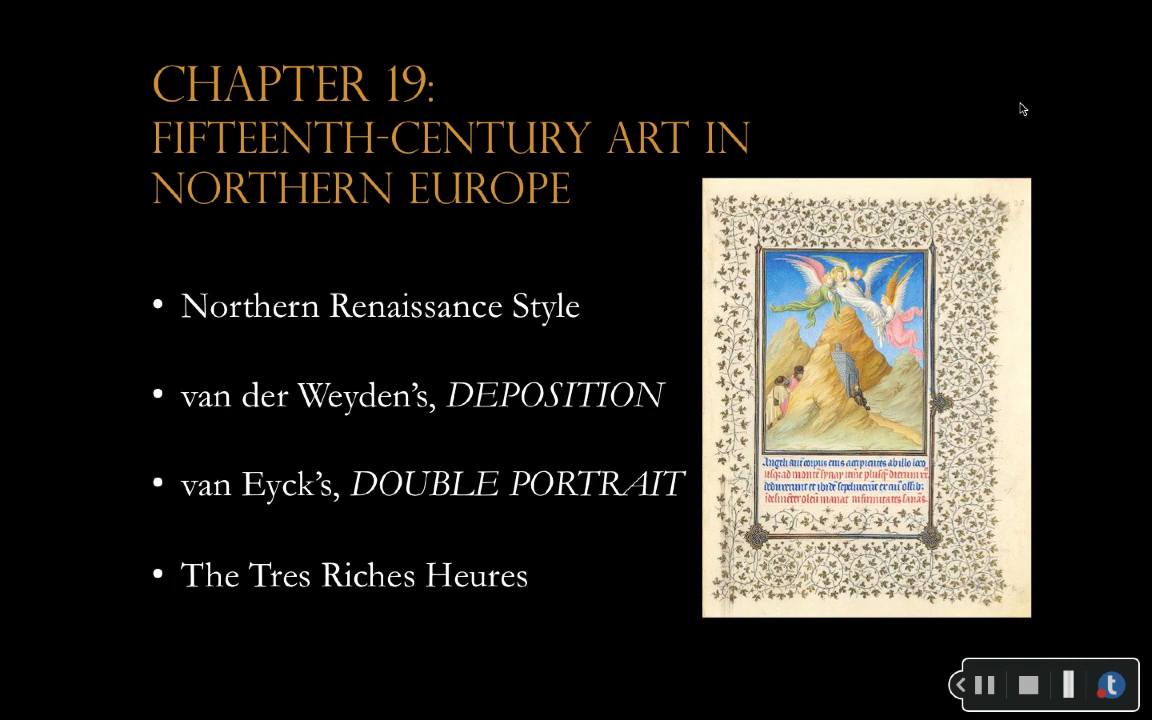 CHAPTER 19:
FIFTEENTH-CENTURY ART IN
NORTHERN EUROPE
• Northern Renaissance Style
• van der Weyden's, DEPOSITION
• van Eyck's, DOUBLE PORTRAIT
• The Tres Riches Heures
Angeli
t